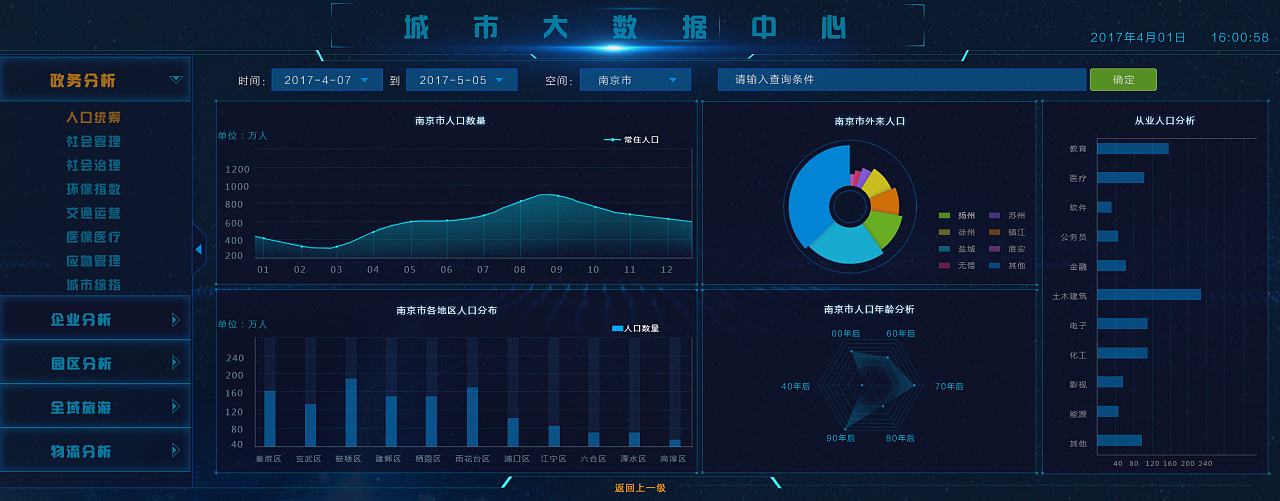 城市大数据中心
2017年4月01日 16:00:58
政务分析
人口统筹
社会管理
社会治理
环保指数
交通运营
医保医疗
应急管理
城市综指
企业分析
园区分析
全域旅游
物流分析
时间： 2017-4-07 到 2017-5-05 空间： 南京市 请输入查询条件 确定
南京市人口数量
单位：万人
常住人口
1200
1000
800
600
400
200
01 02 03 04 05 06 07 08 09 10 11 12
南京市外来人口
扬州 苏州
徐州 镇江
盐城 淮安
无锡 其他
从业人口分析
教育
医疗
软件
公务员
金融
土木建筑
电子
化工
影视
能源
其他
40 80 120 160 200 240
南京市各地区人口分布
单位：万人
人口数量
240
200
160
120
80
40
秦淮区 玄武区 鼓楼区 建邺区 栖霞区 雨花台区 浦口区 江宁区 六合区 溧水区 高淳区
南京市人口年龄分析
00年后 60年后
40年后 70年后
90年后 80年后
返回上一级